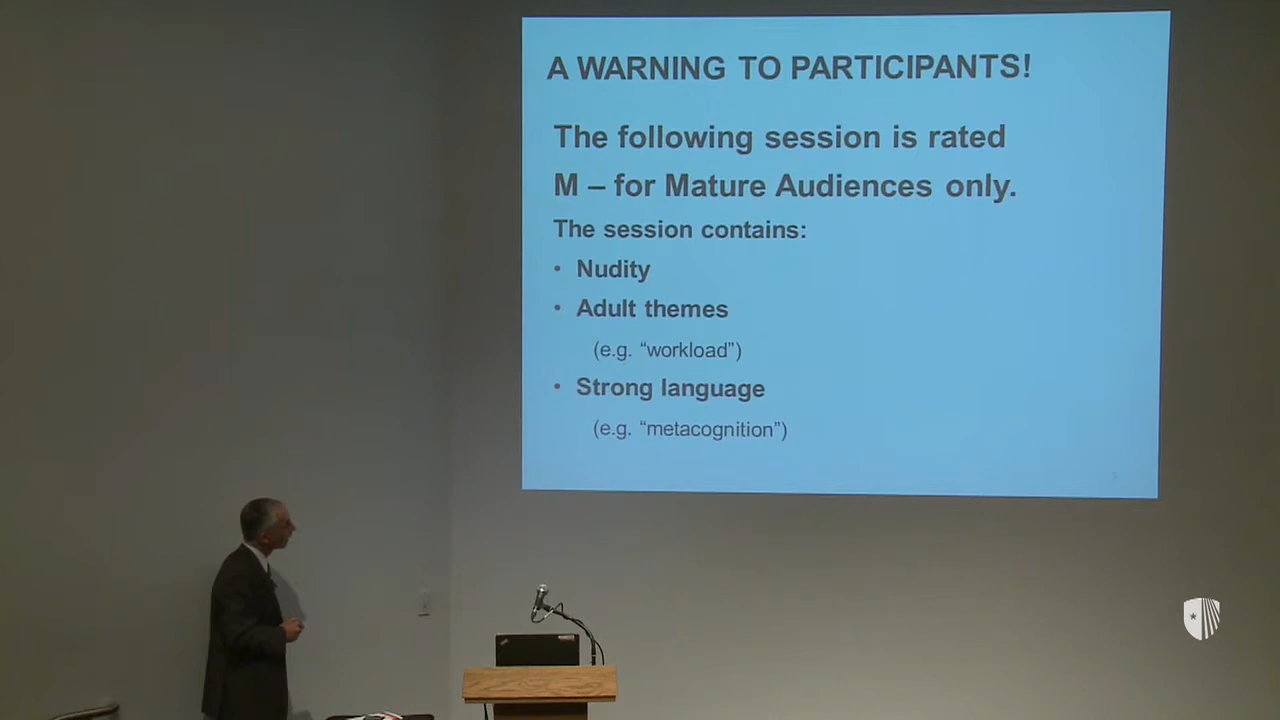 A WARNING TO PARTICIPANTS!
The following session is rated
M – for Mature Audiences only.
The session contains:
• Nudity
• Adult themes
(e.g. “workload”)
• Strong language
(e.g. “metacognition”)